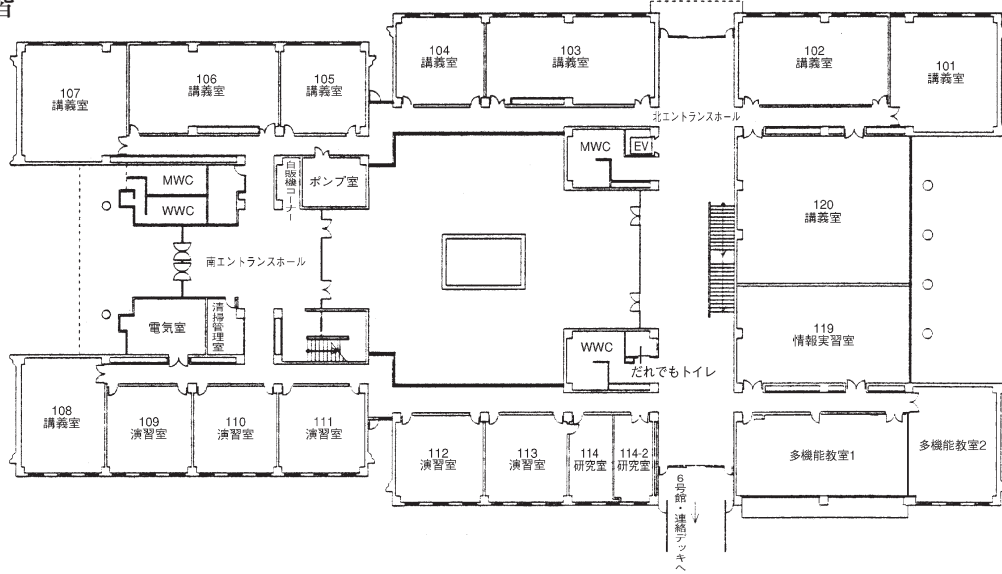 階
107
講義室
106
講義室
105
講義室
104
講義室
103
講義室
102
講義室
101
講義室
北エントランスホール
MWC
EV
MWC
WWC
自販機コーナー
ポンプ室
120
講義室
南エントランスホール
電気室
清掃管理室
WWC
だれでもトイレ
119
情報実習室
108
講義室
109
演習室
110
演習室
111
演習室
112
演習室
113
演習室
114
研究室
114-2
研究室
6号館・連絡デッキへ
多機能教室1
多機能教室2